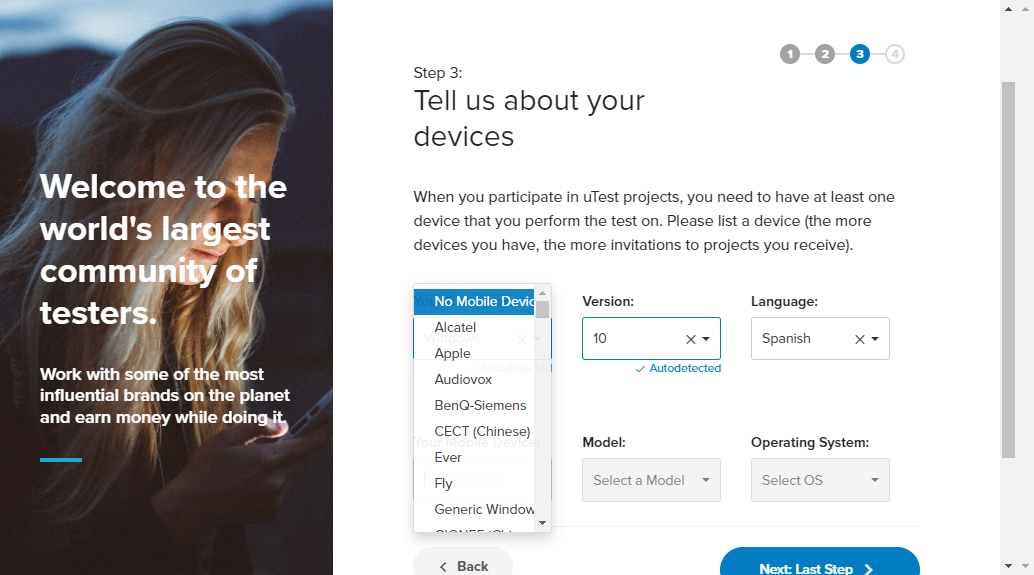 Welcome to the
world's largest
community of
testers.
Work with some of the most
influential brands on the planet
and earn money while doing it.
1 2 3 4
Step 3:
Tell us about your
devices
When you participate in uTest projects, you need to have at least one
device that you perform the test on. Please list a device (the more
devices you have, the more invitations to projects you receive).
No Mobile Devic
Alcatel
Apple
Audiovox
BenQ-Siemens
CECT (Chinese)
Ever
Fly
Generic Window
Windows
Autodetected
Your Mobile Device:
Version:
10
Autodetected
Language:
Spanish
Model:
Select a Model
Operating System:
Select OS
Back
Next: Last Step